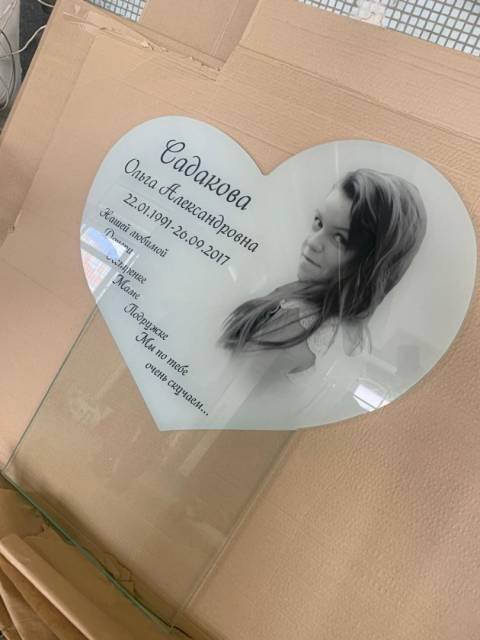 Садакова
Ольга Александровна
22.01.1991-26.09.2017
Нашей любимой
Маме
Подружке
Мы по тебе
очень скучаем...